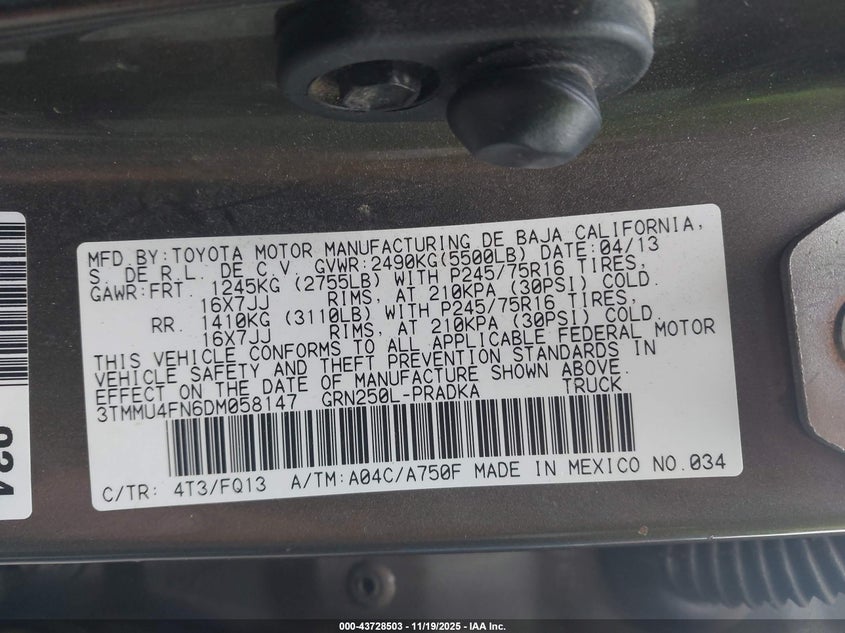 MFD.BY:TOYOTA MOTOR MANUFACTURING DE BAJA CALIFORNIA,
S. DE R.L. DE C.V. GVWR:2490KG(5500LB) DATE:04/13
GAWR:FRT. 1245KG (2755LB) WITH P245/75R16 TIRES,
16X7JJ RIMS, AT 210KPA (30PSI) COLD.
RR. 1410KG (3110LB) WITH P245/75R16 TIRES,
16X7JJ RIMS, AT 210KPA (30PSI) COLD.
THIS VEHICLE CONFORMS TO ALL APPLICABLE FEDERAL MOTOR
VEHICLE SAFETY AND THEFT PREVENTION STANDARDS IN
EFFECT ON THE DATE OF MANUFACTURE SHOWN ABOVE.
3TMMU4FN6DM058147 GRN250L-PRADKA TRUCK
C/TR: 4T3/FQ13 A/TM:A04C/A750F MADE IN MEXICO NO.034
000-43728503 - 11/19/2025 - IAA Inc.